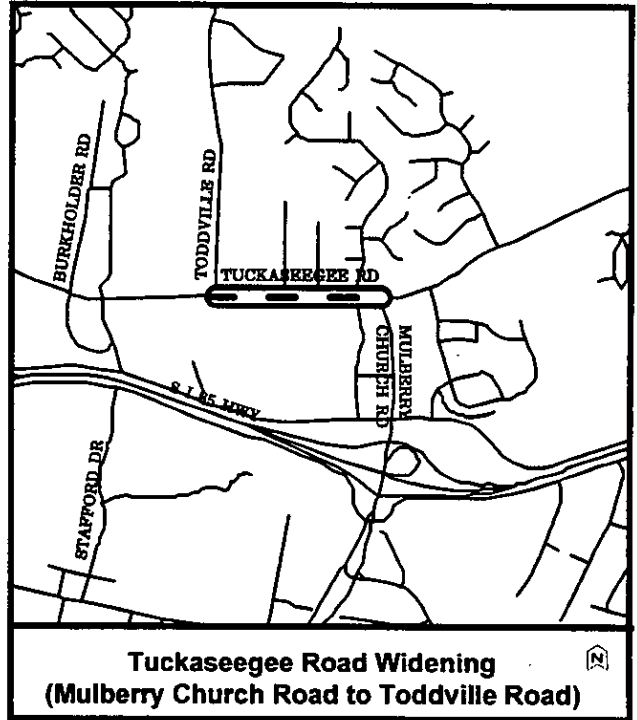 BURKHOLDER RD
TODDVILLE RD
TUCKASEEGEE RD
MULBERRY
CHURCH RD
S I 85 HWY
STAFFORD DR
Tuckaseegee Road Widening
(Mulberry Church Road to Toddville Road)
N